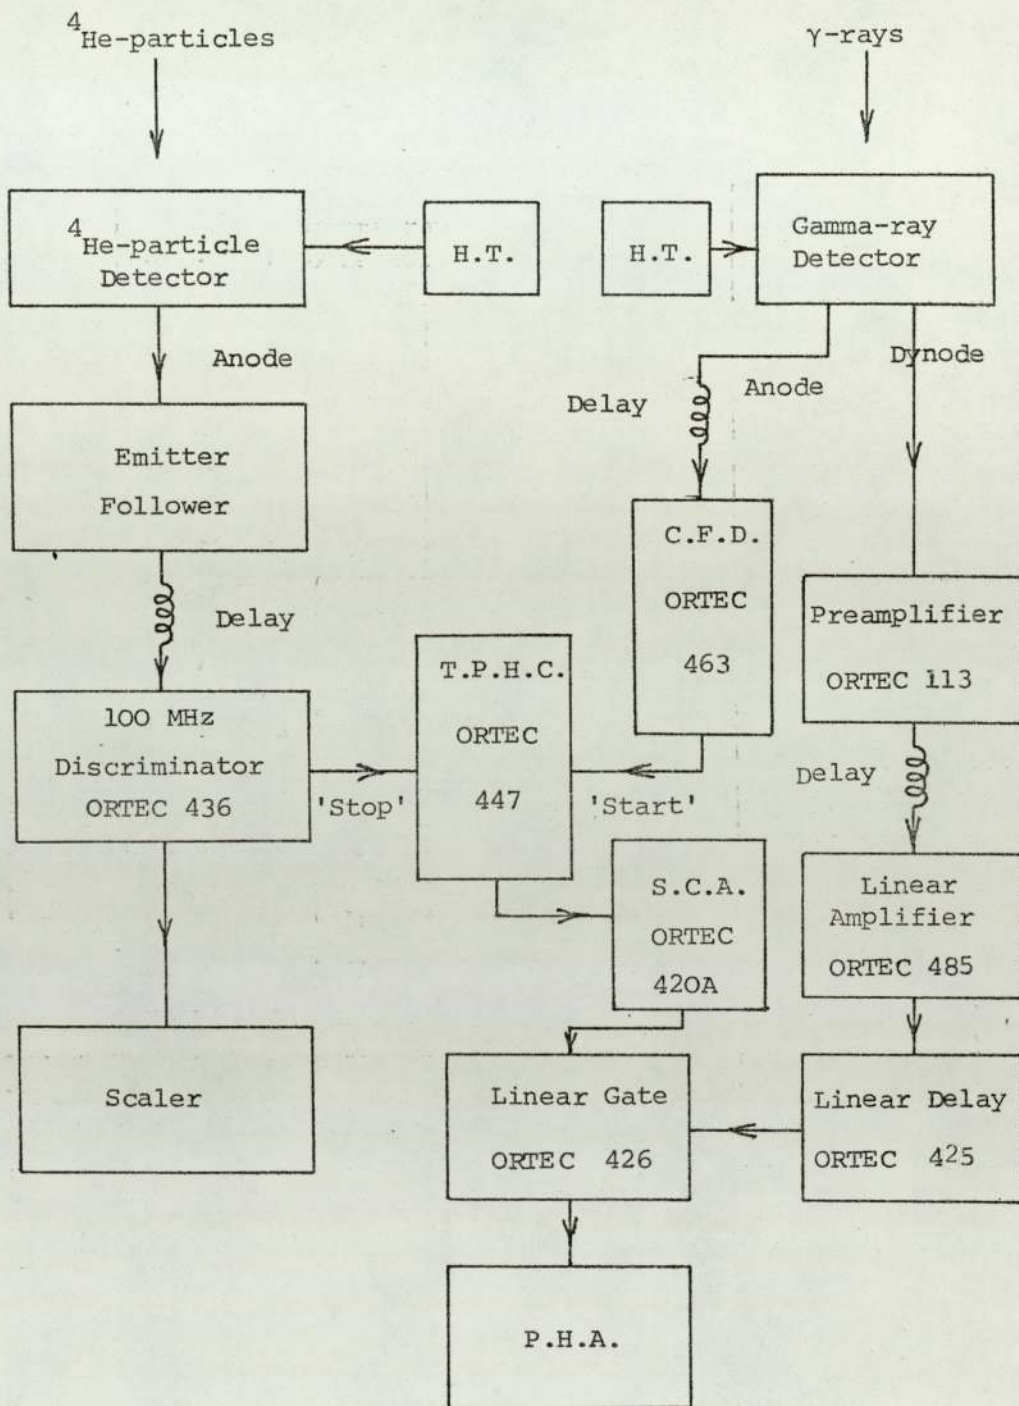 ⁴He-particles
γ-rays
⁴He-particle
Detector
H.T.
H.T.
Gamma-ray
Detector
Anode
Delay
Anode
Dynode
Emitter
Follower
C.F.D.
ORTEC
463
Delay
Preamplifier
ORTEC 113
T.P.H.C.
ORTEC
447
100 MHz
Discriminator
ORTEC 436
'Stop'
'Start'
Delay
S.C.A.
ORTEC
420A
Linear
Amplifier
ORTEC 485
Scaler
Linear Gate
ORTEC 426
Linear Delay
ORTEC 425
P.H.A.